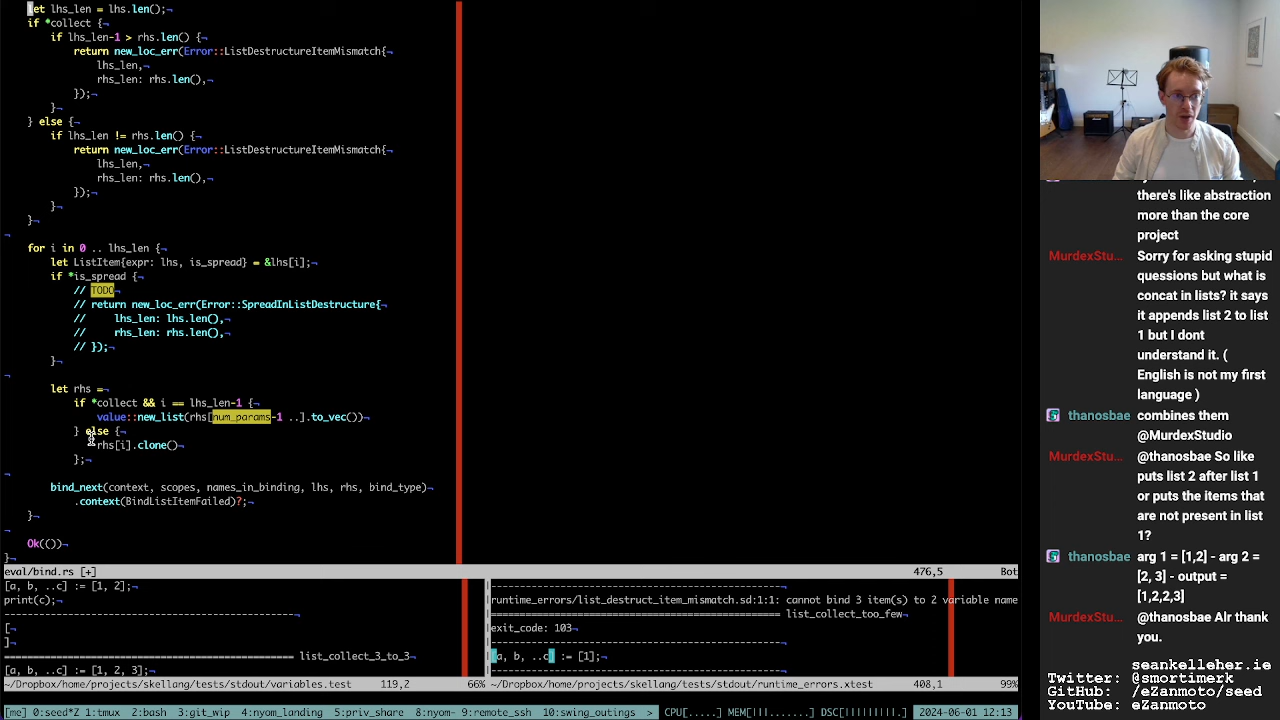 let lhs_len = lhs.len();¬
if *collect {¬
if lhs_len-1 > rhs.len() {¬
return new_loc_err(Error::ListDestructureItemMismatch{¬
lhs_len,¬
rhs_len: rhs.len(),¬
});¬
}¬
} else {¬
if lhs_len != rhs.len() {¬
return new_loc_err(Error::ListDestructureItemMismatch{¬
lhs_len,¬
rhs_len: rhs.len(),¬
});¬
}¬
}¬
¬
for i in 0 .. lhs_len {¬
let ListItem{expr: lhs, is_spread} = &lhs[i];¬
if *is_spread {¬
// TODO¬
// return new_loc_err(Error::SpreadInListDestructure{¬
//     lhs_len: lhs.len(),¬
//     rhs_len: rhs.len(),¬
// });¬
}¬
¬
let rhs =¬
if *collect && i == lhs_len-1 {¬
value::new_list(rhs[num_params-1 ..].to_vec())¬
} else {¬
rhs[i].clone()¬
};¬
¬
bind_next(context, scopes, names_in_binding, lhs, rhs, bind_type)¬
.context(BindListItemFailed)?;¬
}¬
¬
Ok(())¬
}¬
eval/bind.rs [+] 476,5 Bot
[a, b, ..c] := [1, 2];¬
print(c);¬
----------------------------------------¬
[¬
]¬
======================================== list_collect_3_to_3¬
[a, b, ..c] := [1, 2, 3];¬
~/Dropbox/home/projects/skellang/tests/stdout/variables.test 119,2 66%
----------------------------------------¬
runtime_errors/list_destruct_item_mismatch.sd:1:1: cannot bind 3 item(s) to 2 variable name
======================================== list_collect_too_few¬
exit_code: 103¬
----------------------------------------¬
[a, b, ..c] := [1];¬
----------------------------------------¬
~/Dropbox/home/projects/skellang/tests/stdout/runtime_errors.xtest 408,1 99%
[me] 0:seed*Z 1:tmux 2:bash 3:git_wip 4:nyom_landing 5:priv_share 8:nyom- 9:remote_ssh 10:swing_outings > CPU[.....] MEM[|||.......] DSC[|||||||||.] 2024-06-01 12:13
there's like abstraction
more than the core
project
MurdexStu... Sorry for asking stupid
quessions but what is
concat in lists? it says
it appends list 2 to list
1 but I dont
understand it. (
English is not my first
language )
thanosbae combines them
@MurdexStudio
MurdexStu... @thanosbae So like
puts list 2 after list 1
or puts the items that
are not present in list
1?
thanosbae arg 1 = [1,2] - arg 2 =
[2, 3] - output =
[1,2,2,3]
MurdexStu... @thanosbae Alr thank
you.
seankelleher.ie
Twitter: @smortimerk
GitHub: /eZanmoto
YouTube: /eZanmoto/seed